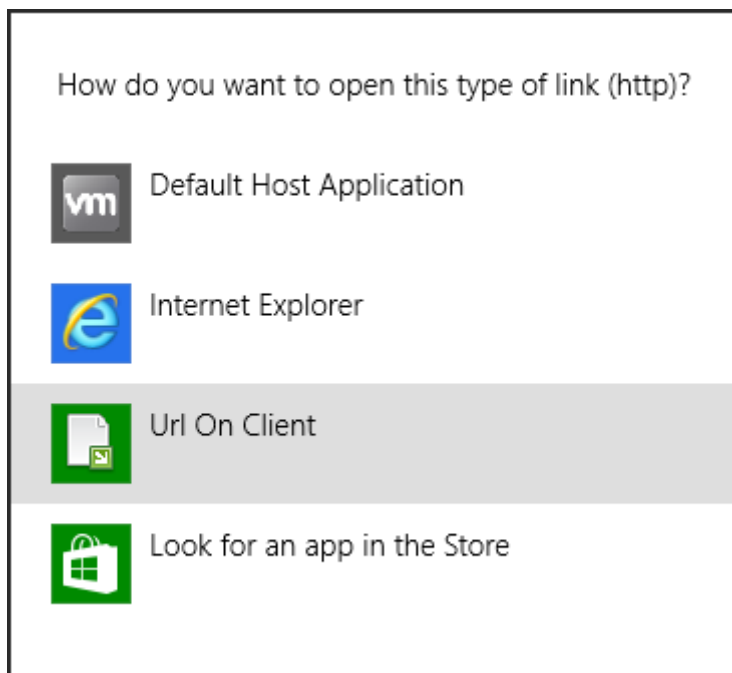 How do you want to open this type of link (http)?
vm
Default Host Application
Internet Explorer
Url On Client
Look for an app in the Store